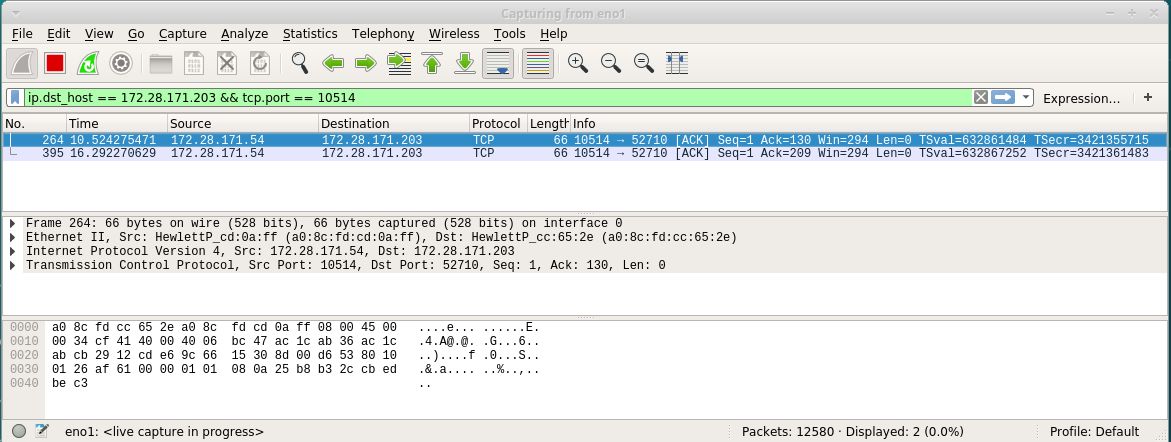 Capturing from eno1
File Edit View Go Capture Analyze Statistics Telephony Wireless Tools Help
ip.dst_host == 172.28.171.203 && tcp.port == 10514 Expression... +
No. Time Source Destination Protocol Length Info
264 10.524275471 172.28.171.54 172.28.171.203 TCP 66 10514 → 52710 [ACK] Seq=1 Ack=130 Win=294 Len=0 TSval=632861484 TSecr=3421355715
395 16.292270629 172.28.171.54 172.28.171.203 TCP 66 10514 → 52710 [ACK] Seq=1 Ack=209 Win=294 Len=0 TSval=632867252 TSecr=3421361483
Frame 264: 66 bytes on wire (528 bits), 66 bytes captured (528 bits) on interface 0
Ethernet II, Src: HewlettP_cd:0a:ff (a0:8c:fd:cd:0a:ff), Dst: HewlettP_cc:65:2e (a0:8c:fd:cc:65:2e)
Internet Protocol Version 4, Src: 172.28.171.54, Dst: 172.28.171.203
Transmission Control Protocol, Src Port: 10514, Dst Port: 52710, Seq: 1, Ack: 130, Len: 0
0000 a0 8c fd cc 65 2e a0 8c fd cd 0a ff 08 00 45 00 ....e... ......E.
0010 00 34 cf 41 40 00 40 06 bc 47 ac 1c ab 36 ac 1c .4.A@.@. .G...6..
0020 ab cb 29 12 cd e6 9c 66 15 30 8d 00 d6 53 80 10 ..)....f .0...S..
0030 01 26 af 61 00 00 01 01 08 0a 25 b8 b3 2c cb ed .&.a.... ..%..,..
0040 be c3 ..
eno1: <live capture in progress> Packets: 12580 · Displayed: 2 (0.0%) Profile: Default